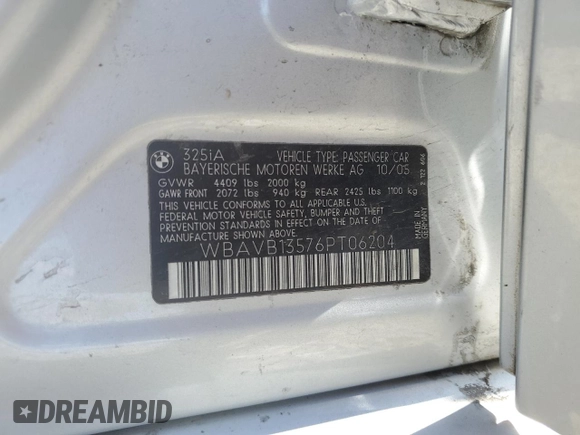 325iA VEHICLE TYPE: PASSENGER CAR
BAYERISCHE MOTOREN WERKE AG 10/05
GVWR 4409 lbs 2000 kg
GAWR FRONT 2072 lbs 940 kg REAR 2425 lbs 1100 kg
THIS VEHICLE CONFORMS TO ALL APPLICABLE U.S.
FEDERAL MOTOR VEHICLE SAFETY, BUMPER AND THEFT
PREVENTION STANDARDS IN EFFECT ON THE DATE OF
MANUFACTURE SHOWN ABOVE.
WBAVB13576PT06204
MADE IN
GERMANY
DREAMBID